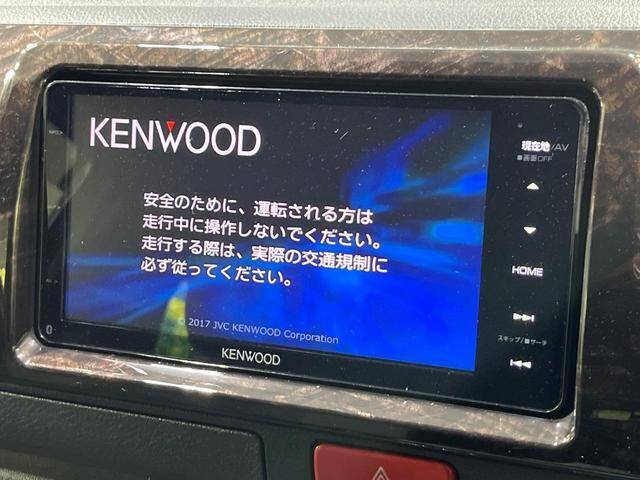 KENWOOD
安全のために、運転される方は
走行中に操作しないでください。
走行する際は、実際の交通規制に
必ず従ってください。
© 2017 JVC KENWOOD Corporation
KENWOOD
現在地/AV
■画面OFF
HOME
スキップ/■サーチ